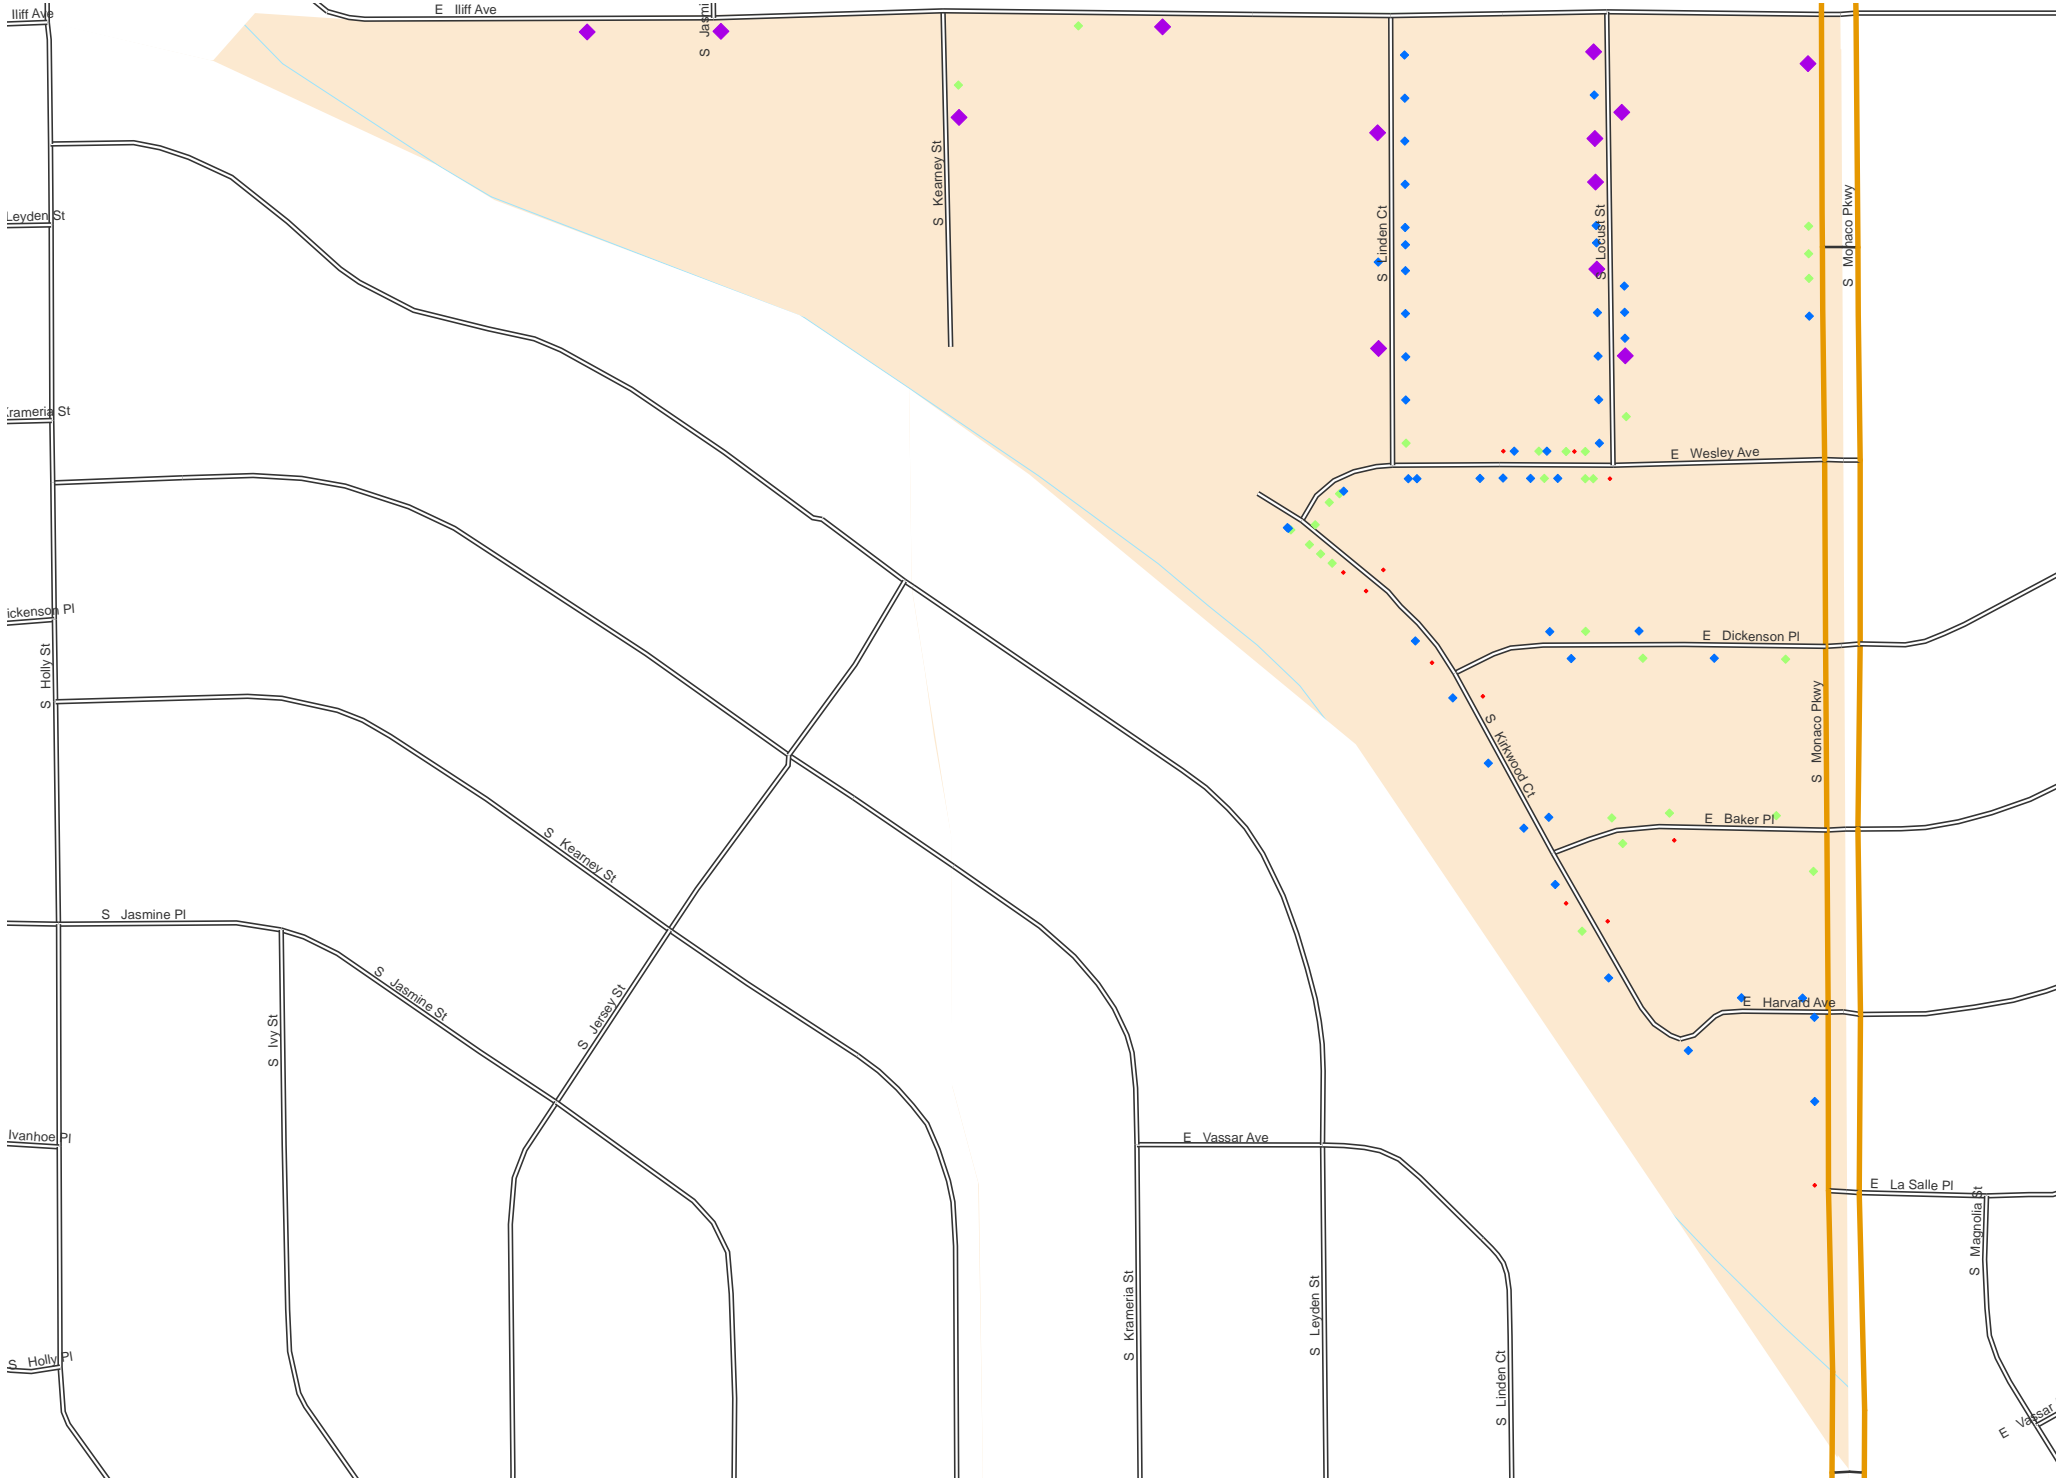 Iliff Ave
E Iliff Ave
S Jasmi
Leyden St
S Kearney St
S Linden Ct
S Locust St
S Monaco Pkwy
Krameria St
E Wesley Ave
ickenson Pl
S Holly St
E Dickenson Pl
S Monaco Pkwy
S Kirkwood Ct
E Baker Pl
S Kearney St
S Jasmine Pl
S Jasmine St
S Ivy St
S Jersey St
E Harvard Ave
Ivanhoe Pl
E Vassar Ave
E La Salle Pl
S Magnolia St
S Krameria St
S Leyden St
S Linden Ct
S Holly Pl
E Vassar